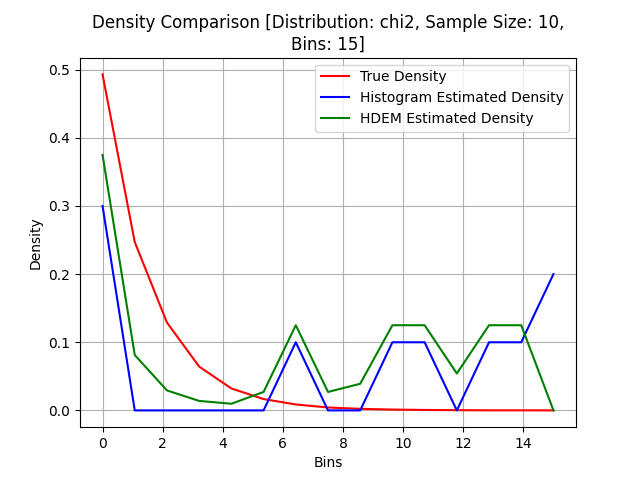 Density Comparison [Distribution: chi2, Sample Size: 10,
Bins: 15]
True Density
Histogram Estimated Density
HDEM Estimated Density
Density
0.5
0.4
0.3
0.2
0.1
0.0
0 2 4 6 8 10 12 14
Bins